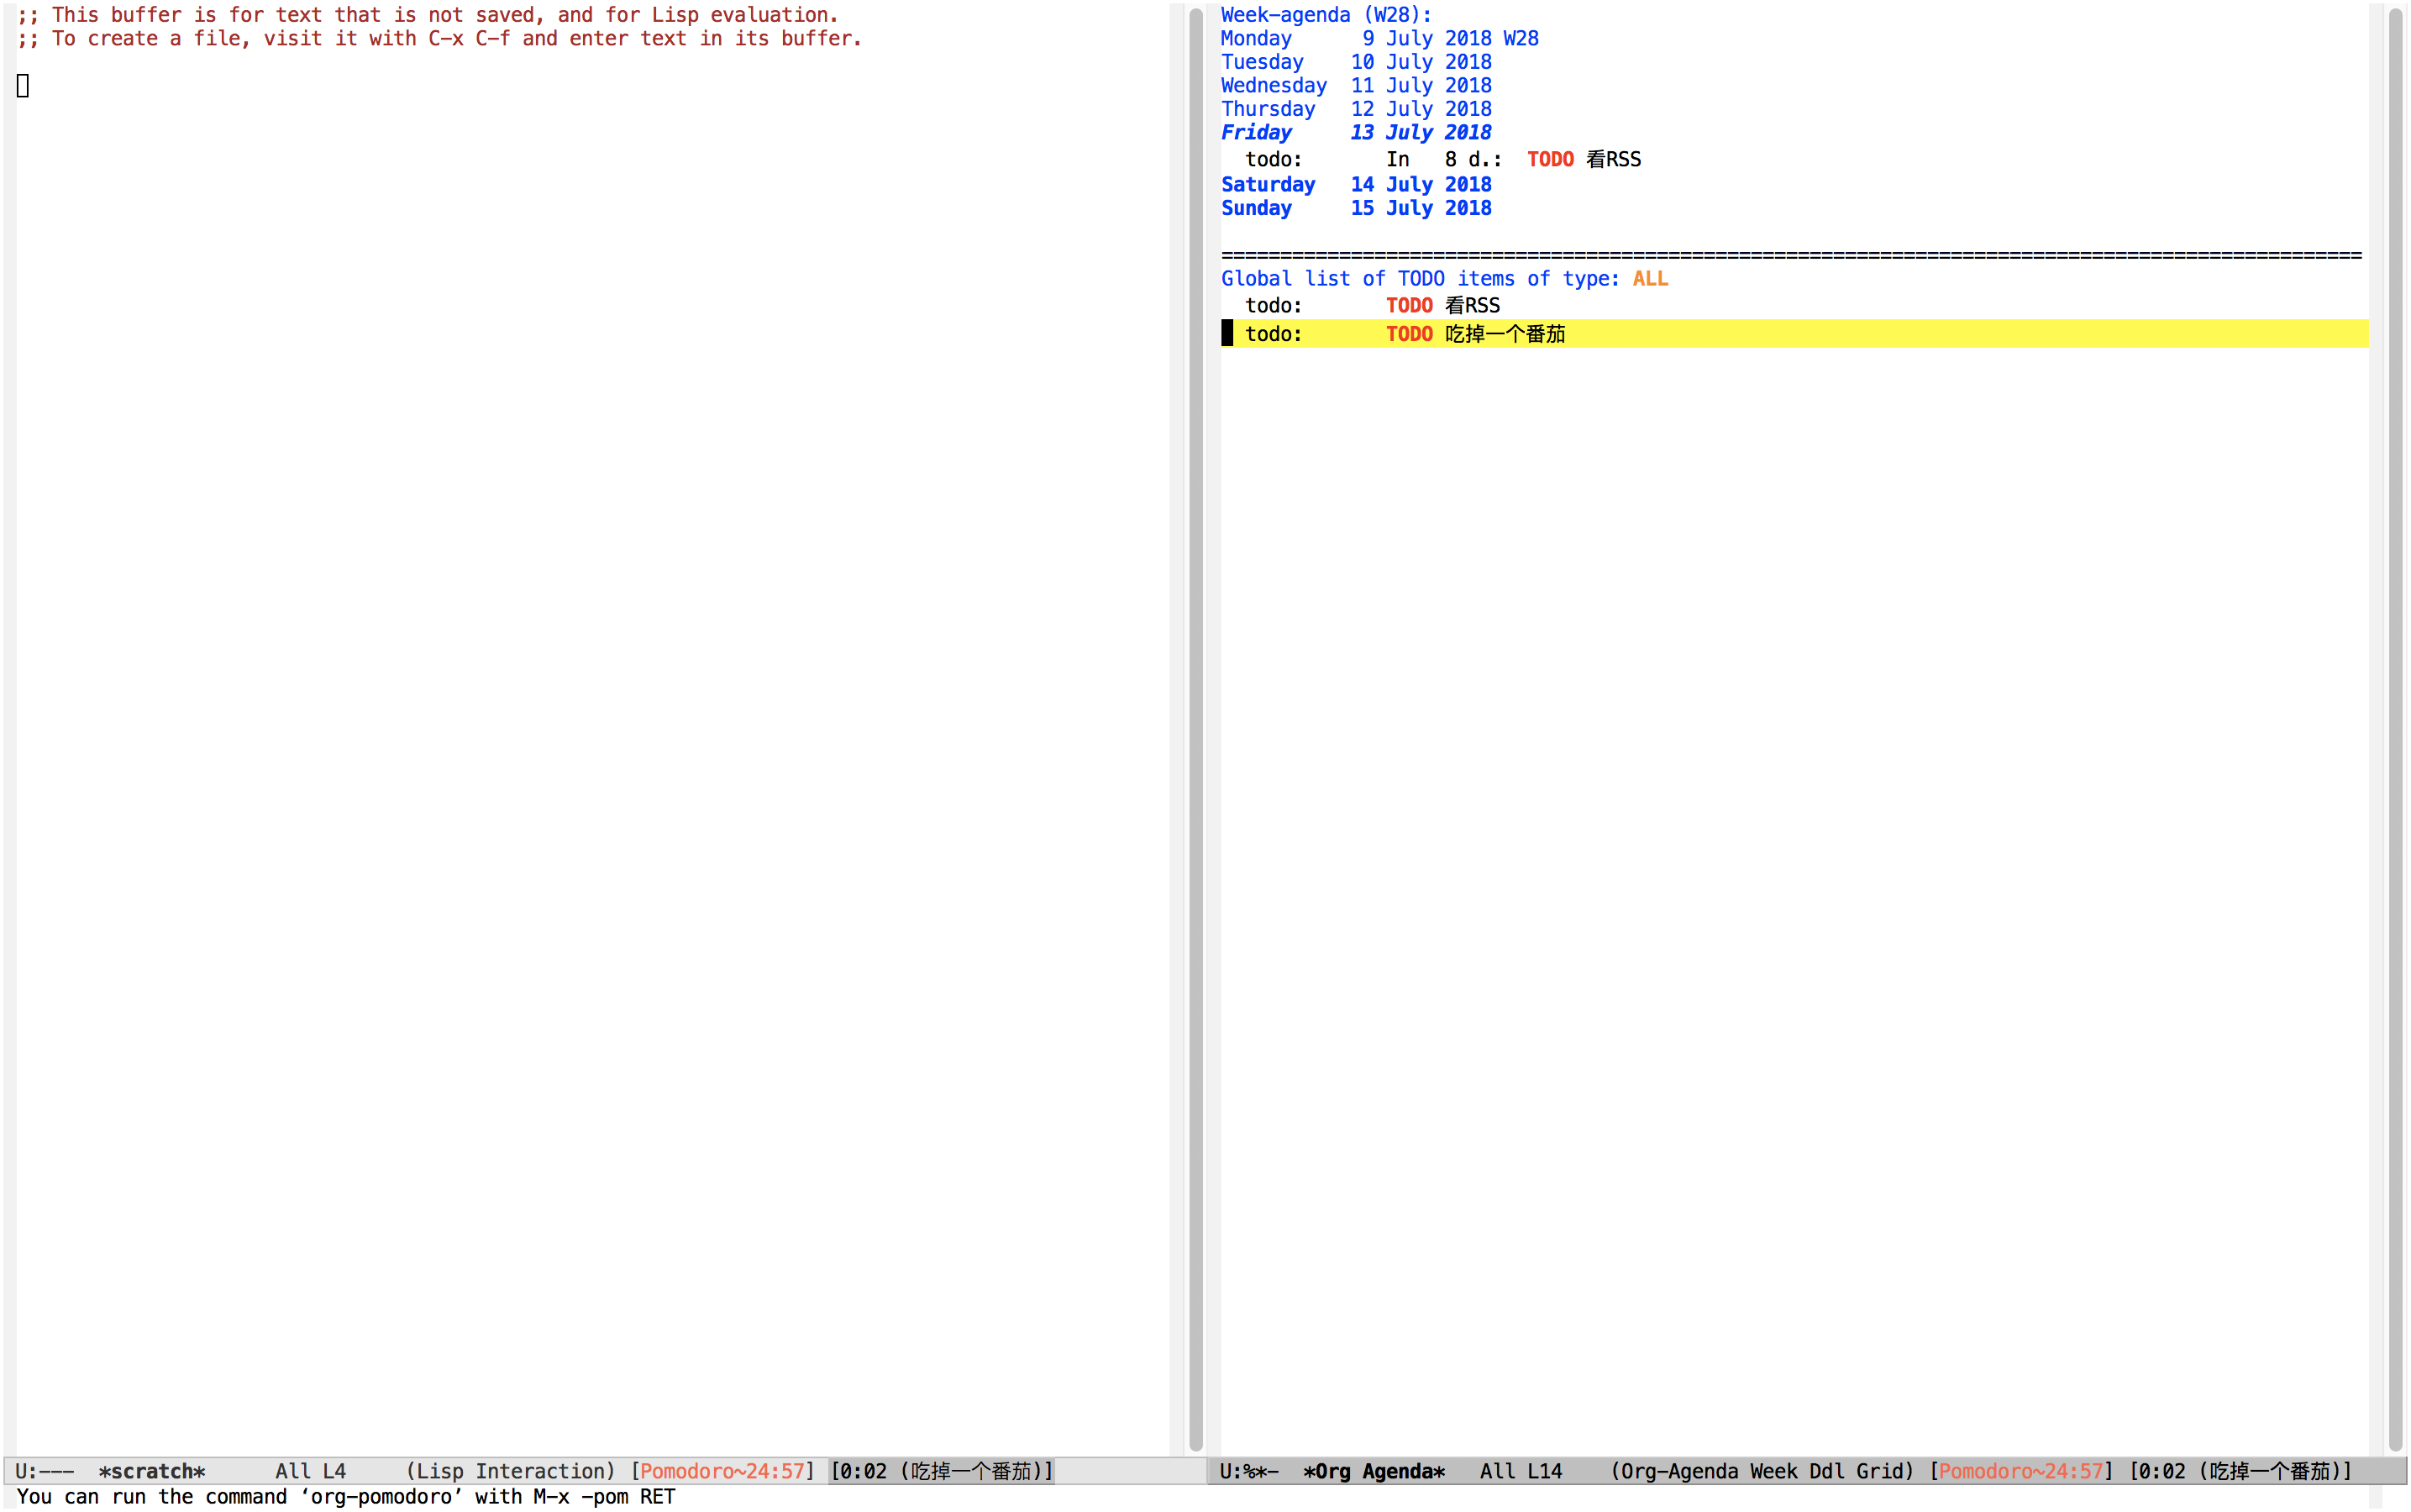 ;; This buffer is for text that is not saved, and for Lisp evaluation.
;; To create a file, visit it with C-x C-f and enter text in its buffer.
U:---  *scratch*      All L4     (Lisp Interaction) [Pomodoro~24:57] [0:02 (吃掉一个番茄)]
Week-agenda (W28):
Monday      9 July 2018 W28
Tuesday    10 July 2018
Wednesday  11 July 2018
Thursday   12 July 2018
Friday     13 July 2018
  todo:       In   8 d.:  TODO 看RSS
Saturday   14 July 2018
Sunday     15 July 2018
=================================================================================================
Global list of TODO items of type: ALL
  todo:       TODO 看RSS
  todo:       TODO 吃掉一个番茄
U:%*-  *Org Agenda*   All L14    (Org-Agenda Week Ddl Grid) [Pomodoro~24:57] [0:02 (吃掉一个番茄)]
You can run the command ‘org-pomodoro’ with M-x -pom RET